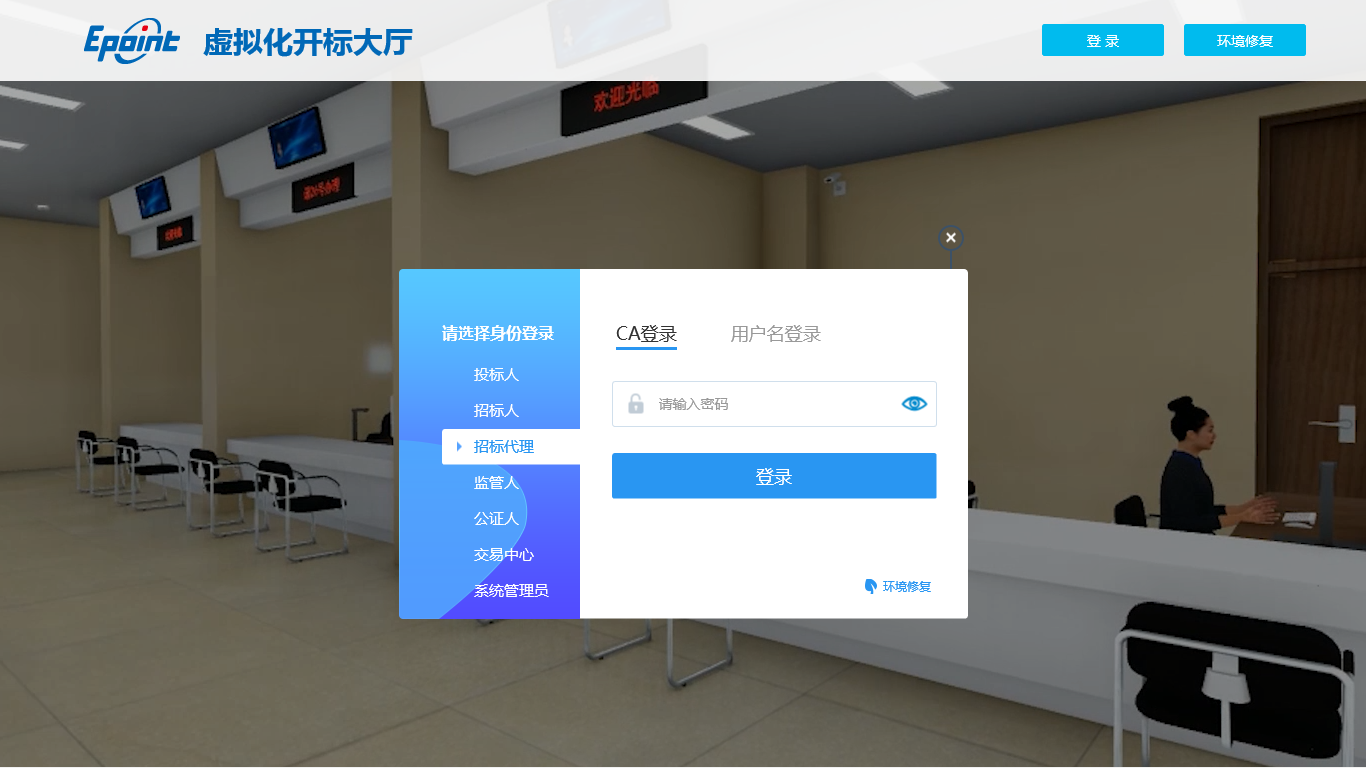 Epoint 虚拟化开标大厅
登 录
环境修复
欢迎光临
请选择身份登录
投标人
招标人
招标代理
监管人
公证人
交易中心
系统管理员
CA登录
用户名登录
请输入密码
登录
环境修复